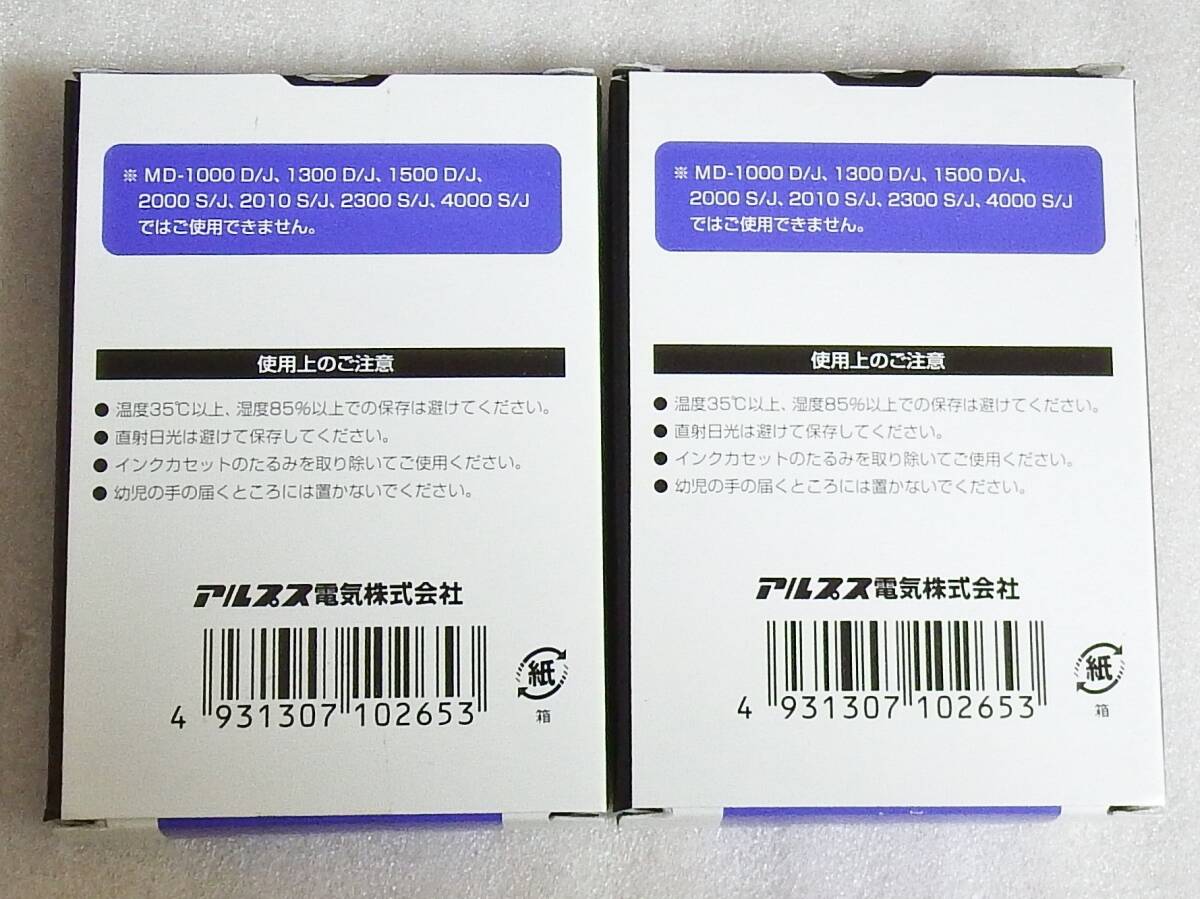 ※ MD-1000 D/J、1300 D/J、1500 D/J、
2000 S/J、2010 S/J、2300 S/J、4000 S/J
ではご使用できません。
使用上のご注意
● 温度35℃以上、湿度85%以上での保存は避けてください。
● 直射日光は避けて保存してください。
● インクカセットのたるみを取り除いてご使用ください。
● 幼児の手の届くところには置かないでください。
アルプス電気株式会社
4 931307 102653
紙
箱
※ MD-1000 D/J、1300 D/J、1500 D/J、
2000 S/J、2010 S/J、2300 S/J、4000 S/J
ではご使用できません。
使用上のご注意
● 温度35℃以上、湿度85%以上での保存は避けてください。
● 直射日光は避けて保存してください。
● インクカセットのたるみを取り除いてご使用ください。
● 幼児の手の届くところには置かないでください。
アルプス電気株式会社
4 931307 102653
紙
箱